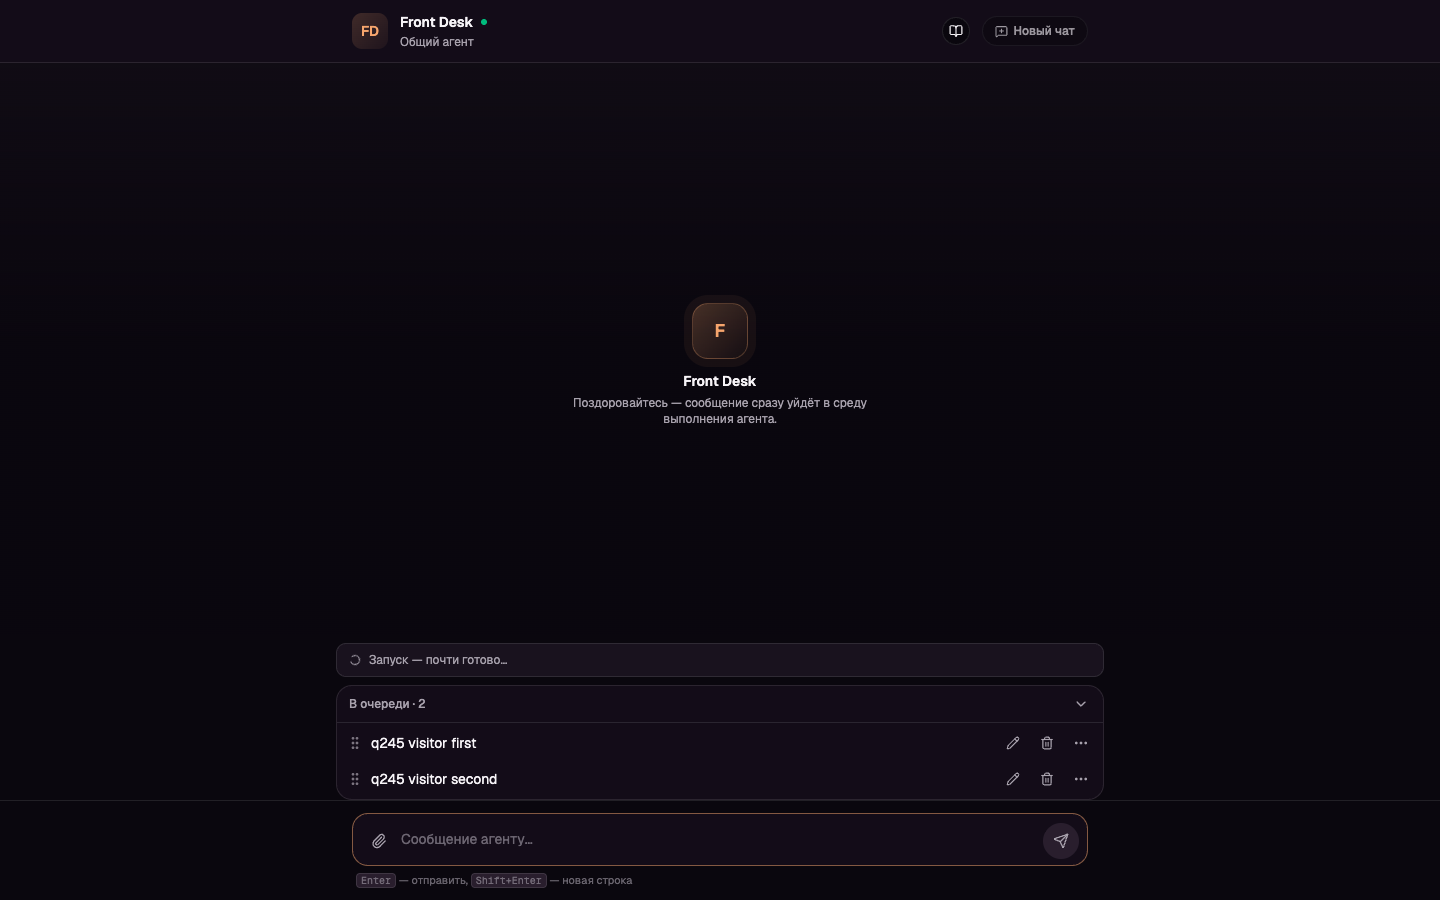 FD
Front Desk
Общий агент
Новый чат
F
Front Desk
Поздоровайтесь — сообщение сразу уйдёт в среду
выполнения агента.
Запуск — почти готово…
В очереди · 2
q245 visitor first
q245 visitor second
Сообщение агенту…
Enter — отправить, Shift+Enter — новая строка